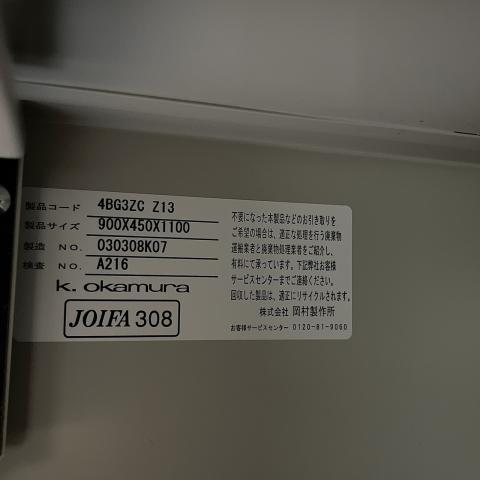 製品コード 4BG3ZC Z13
製品サイズ 900X450X1100
製造 NO. 030308K07
検査 NO. A216
k. okamura
JOIFA 308
不要になった本製品などのお引き取りを
ご希望の場合は、適正な処理を行う廃棄物
運輸業者と廃棄物処理業者をご紹介し、
有料にて承っています。下記弊社お客様
サービスセンターまでご連絡ください。
回収した製品は、適正にリサイクルされます。
株式会社 岡村製作所
お客様サービスセンター 0120-81-9060